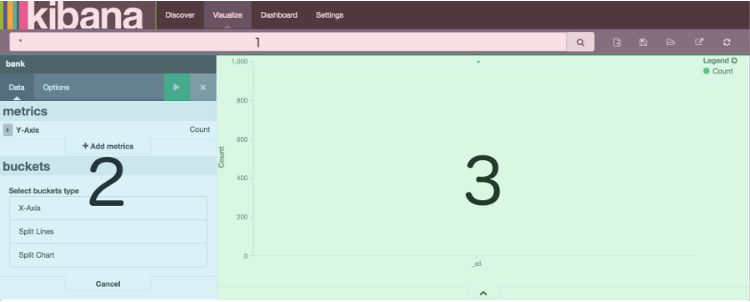 kibana Discover Visualize Dashboard Settings
* 1
bank
Data Options
metrics
Y-Axis Count
+ Add metrics
buckets
2
Select buckets type
X-Axis
Split Lines
Split Chart
Cancel
Legend
Count
1,000
800
600
400
200
0
Count
3
_all